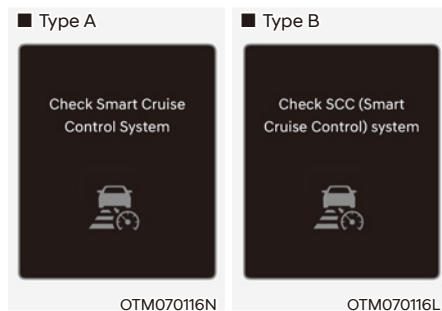 ■ Type A
Check Smart Cruise
Control System
OTM070116N
■ Type B
Check SCC (Smart
Cruise Control) system
OTM070116L